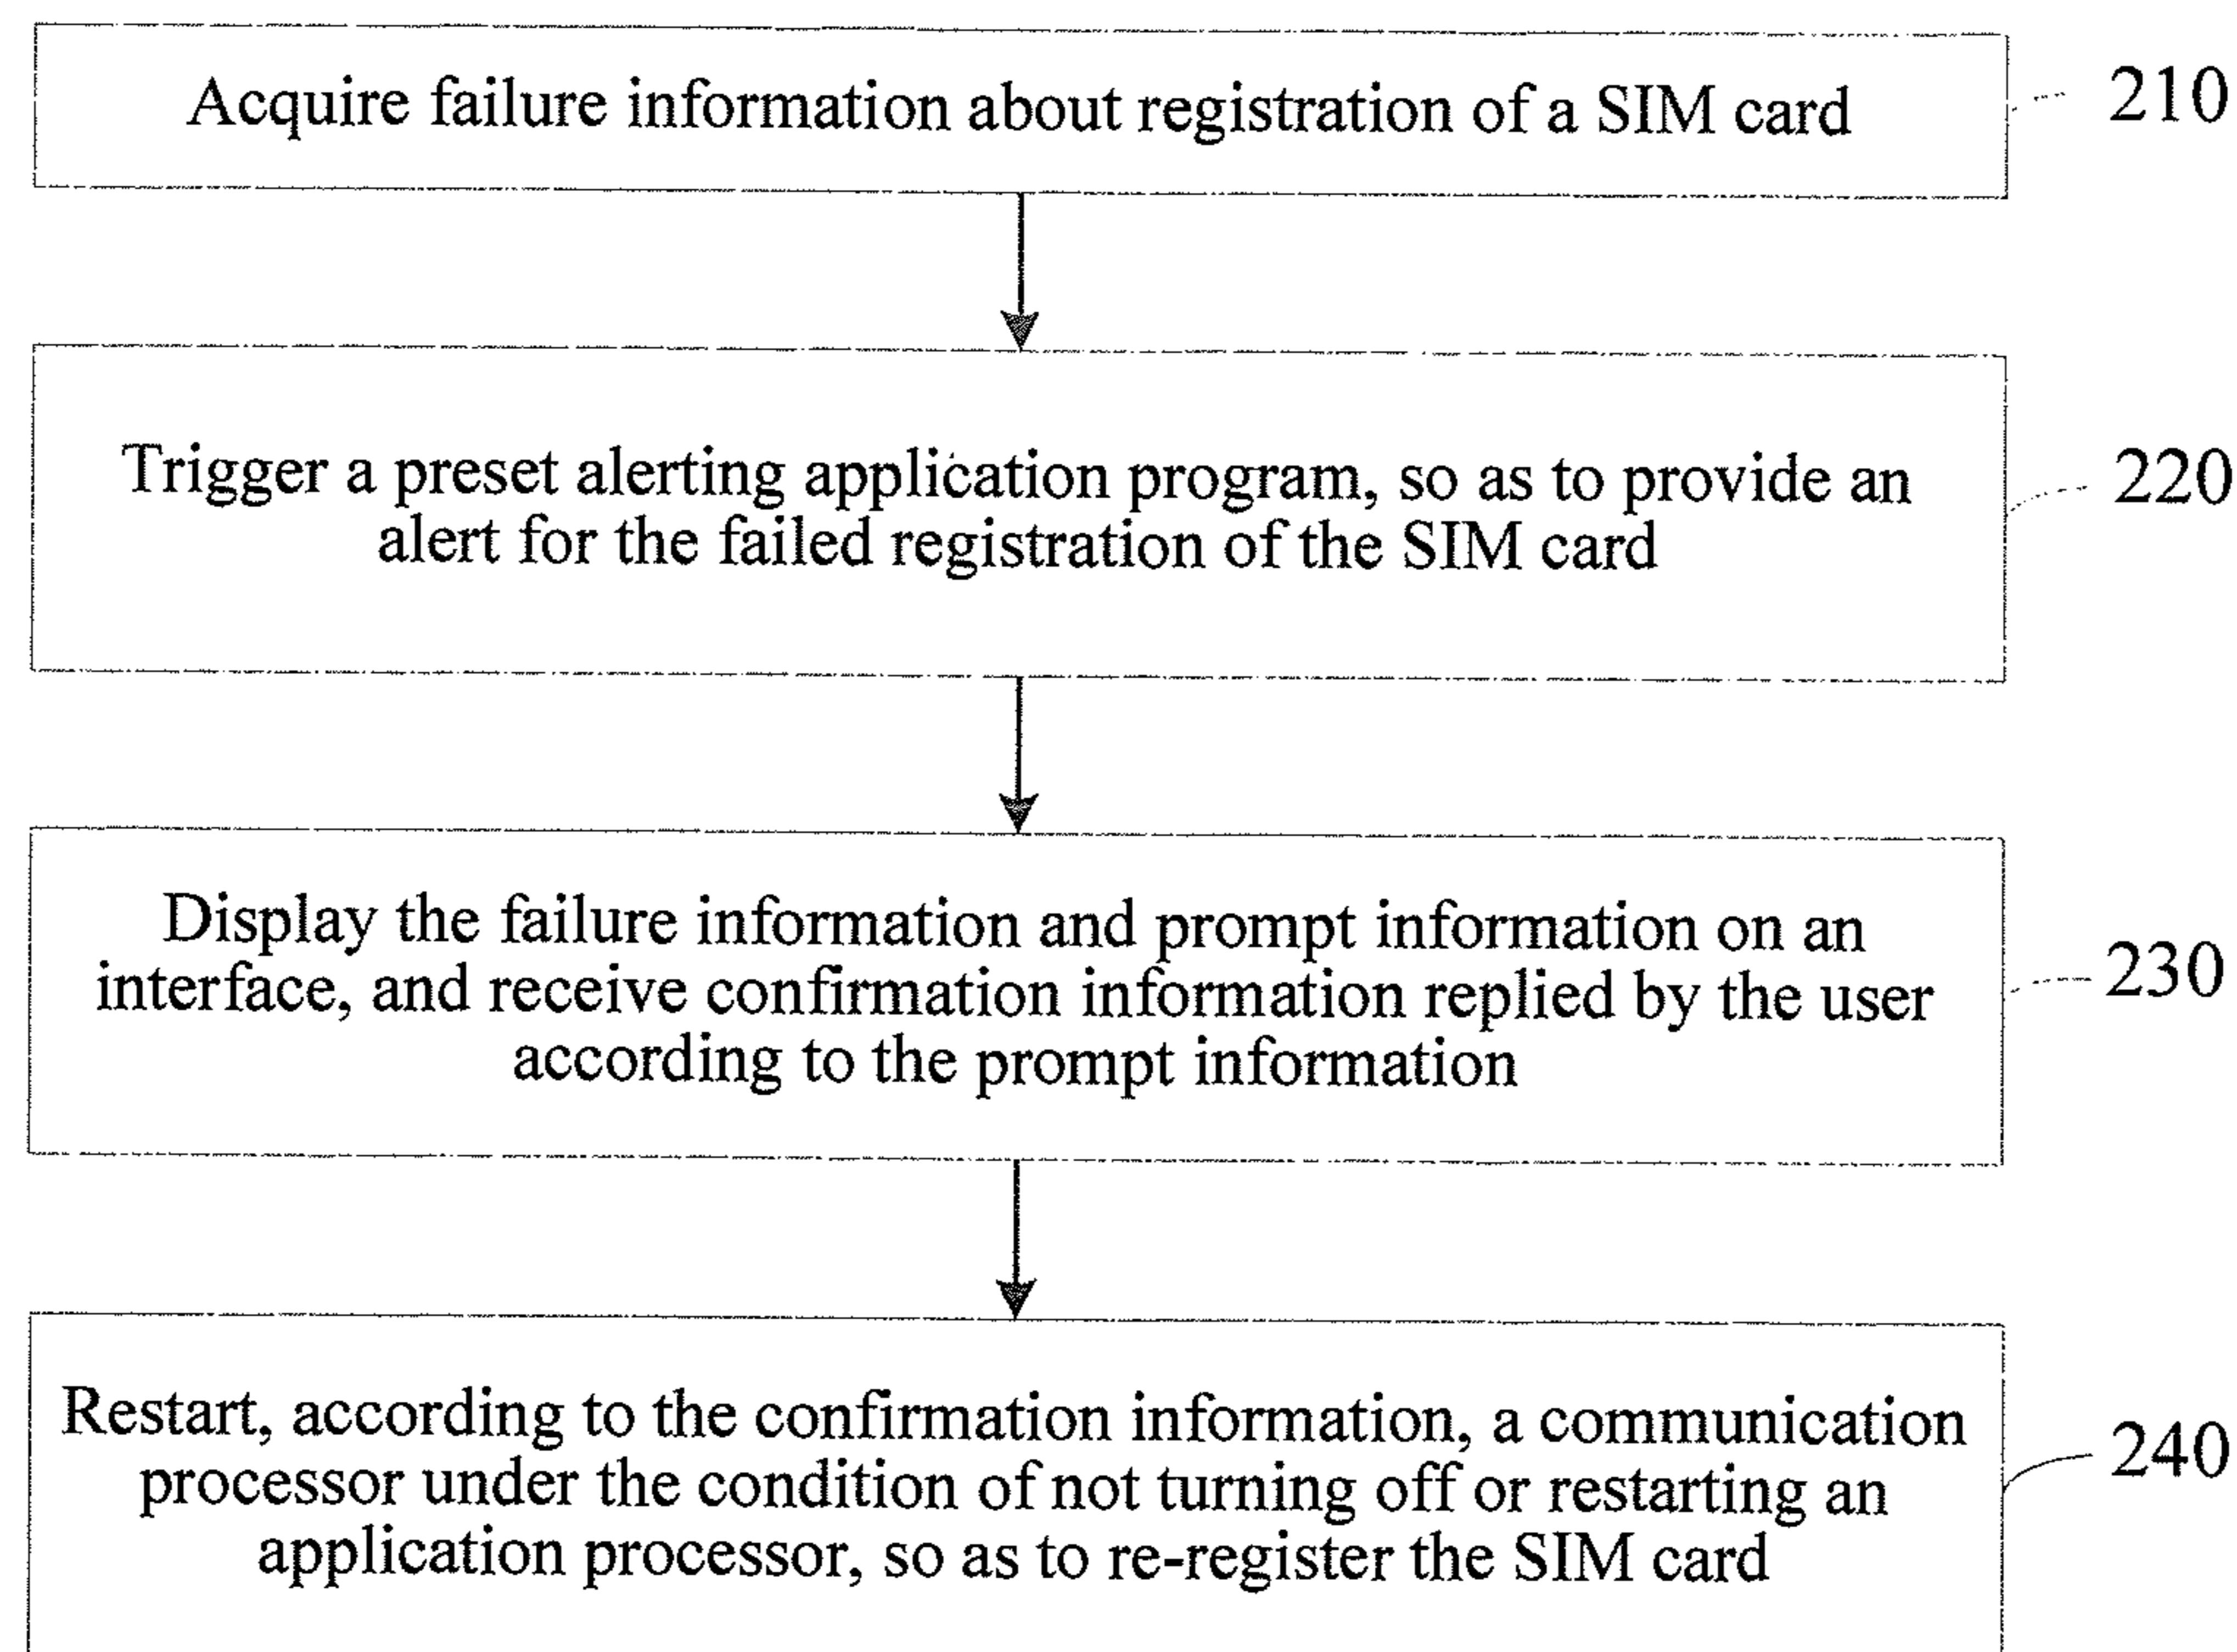 Acquire failure information about registration of a SIM card
210
Trigger a preset alerting application program, so as to provide an
alert for the failed registration of the SIM card
220
Display the failure information and prompt information on an
interface, and receive confirmation information replied by the user
according to the prompt information
230
Restart, according to the confirmation information, a communication
processor under the condition of not turning off or restarting an
application processor, so as to re-register the SIM card
240